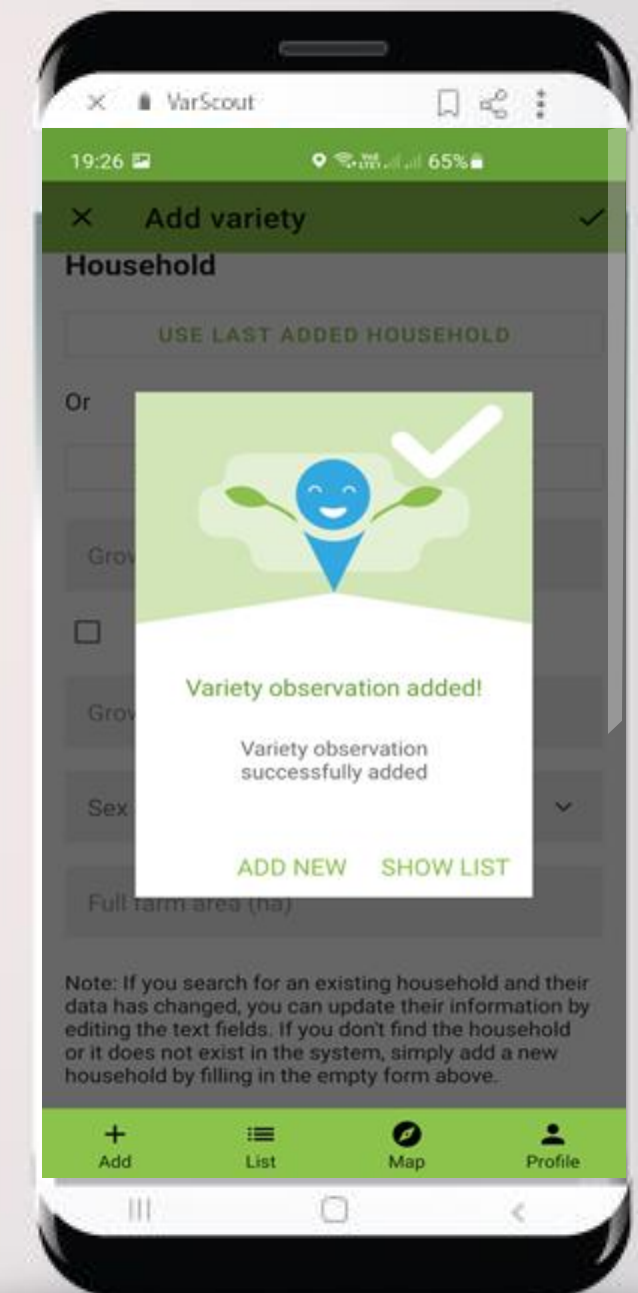 VarScout
19:26 65%
Add variety
Household
USE LAST ADDED HOUSEHOLD
Or
Grow
Variety observation added!
Grow
Variety observation
successfully added
Sex
ADD NEW SHOW LIST
Full farm area (ha)
Note: If you search for an existing household and their
data has changed, you can update their information by
editing the text fields. If you don't find the household
or it does not exist in the system, simply add a new
household by filling in the empty form above.
Add List Map Profile